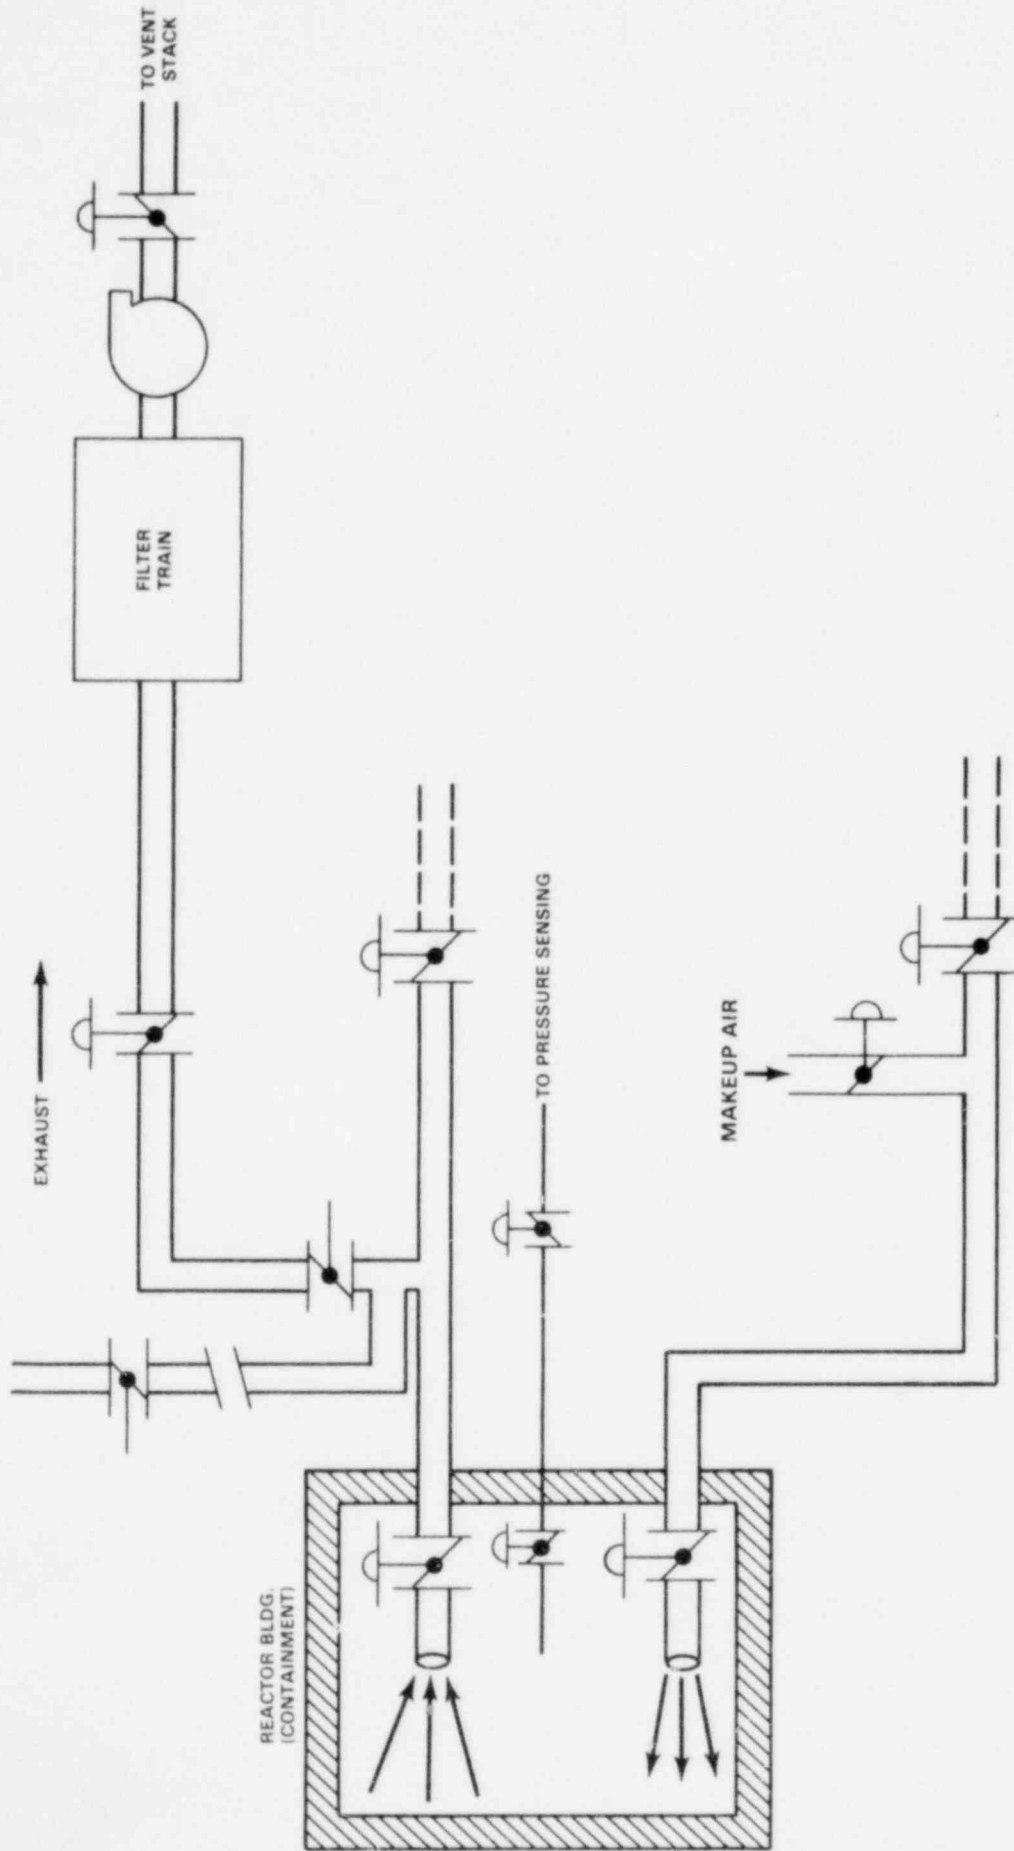 TO VENT
STACK
FILTER
TRAIN
EXHAUST
TO PRESSURE SENSING
MAKEUP AIR
REACTOR BLDG.
(CONTAINMENT)